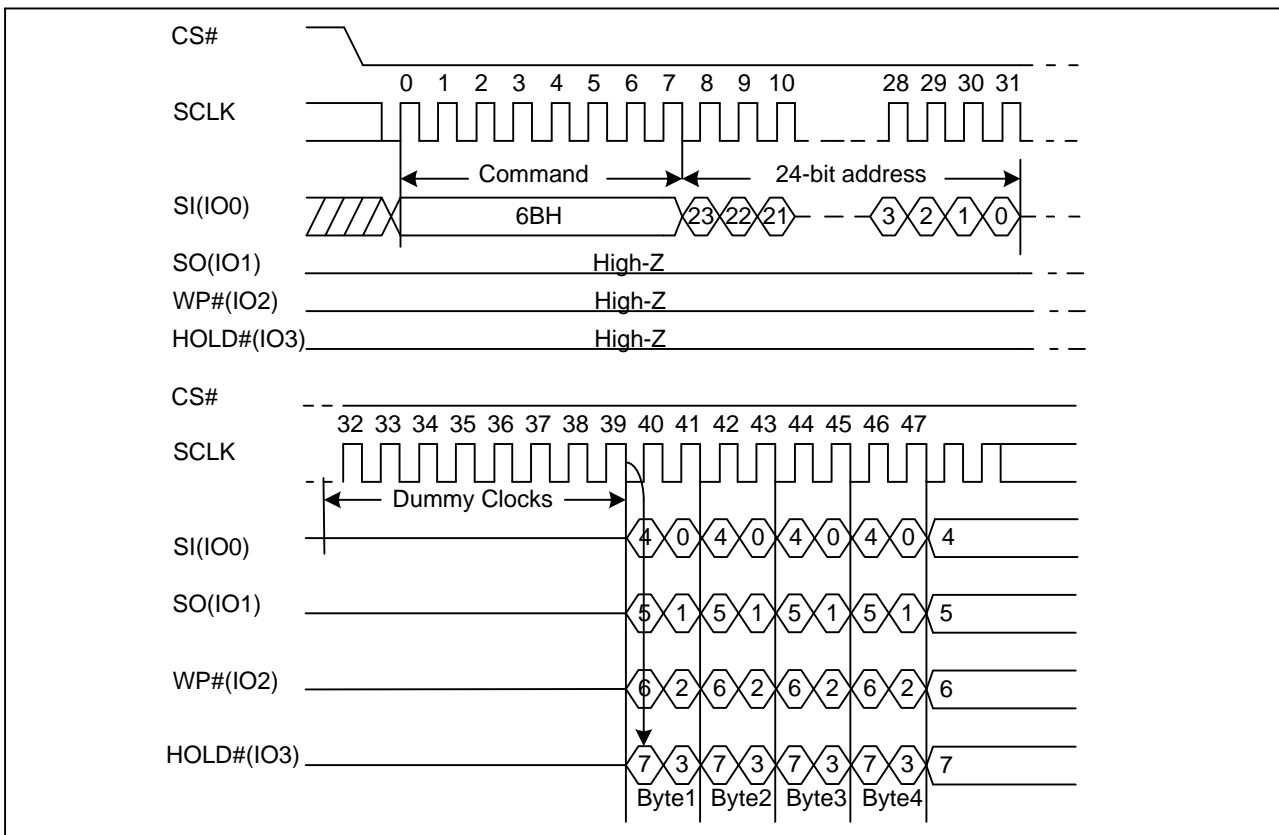 CS#
0 1 2 3 4 5 6 7 8 9 10 28 29 30 31
SCLK
Command 24-bit address
SI(IO0) 6BH 23 22 21 3 2 1 0
SO(IO1) High-Z
WP#(IO2) High-Z
HOLD#(IO3) High-Z
CS#
32 33 34 35 36 37 38 39 40 41 42 43 44 45 46 47
SCLK
Dummy Clocks
SI(IO0) 4 0 4 0 4 0 4 0 4
SO(IO1) 5 1 5 1 5 1 5 1 5
WP#(IO2) 6 2 6 2 6 2 6 2 6
HOLD#(IO3) 7 3 7 3 7 3 7 3 7
Byte1 Byte2 Byte3 Byte4